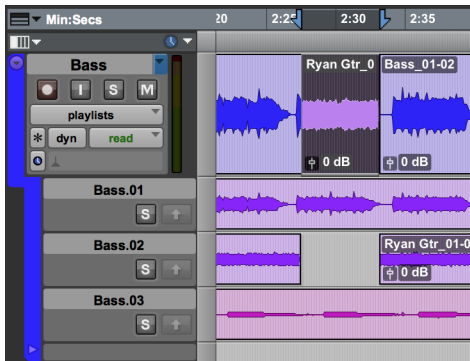 Min:Secs
20 2:25 2:30 2:35
Bass
I S M
playlists
* dyn read
Ryan Gtr_0 Bass_01-02
0 dB 0 dB
Bass.01
S
Bass.02
S
Ryan Gtr_01-0
0 dB
Bass.03
S